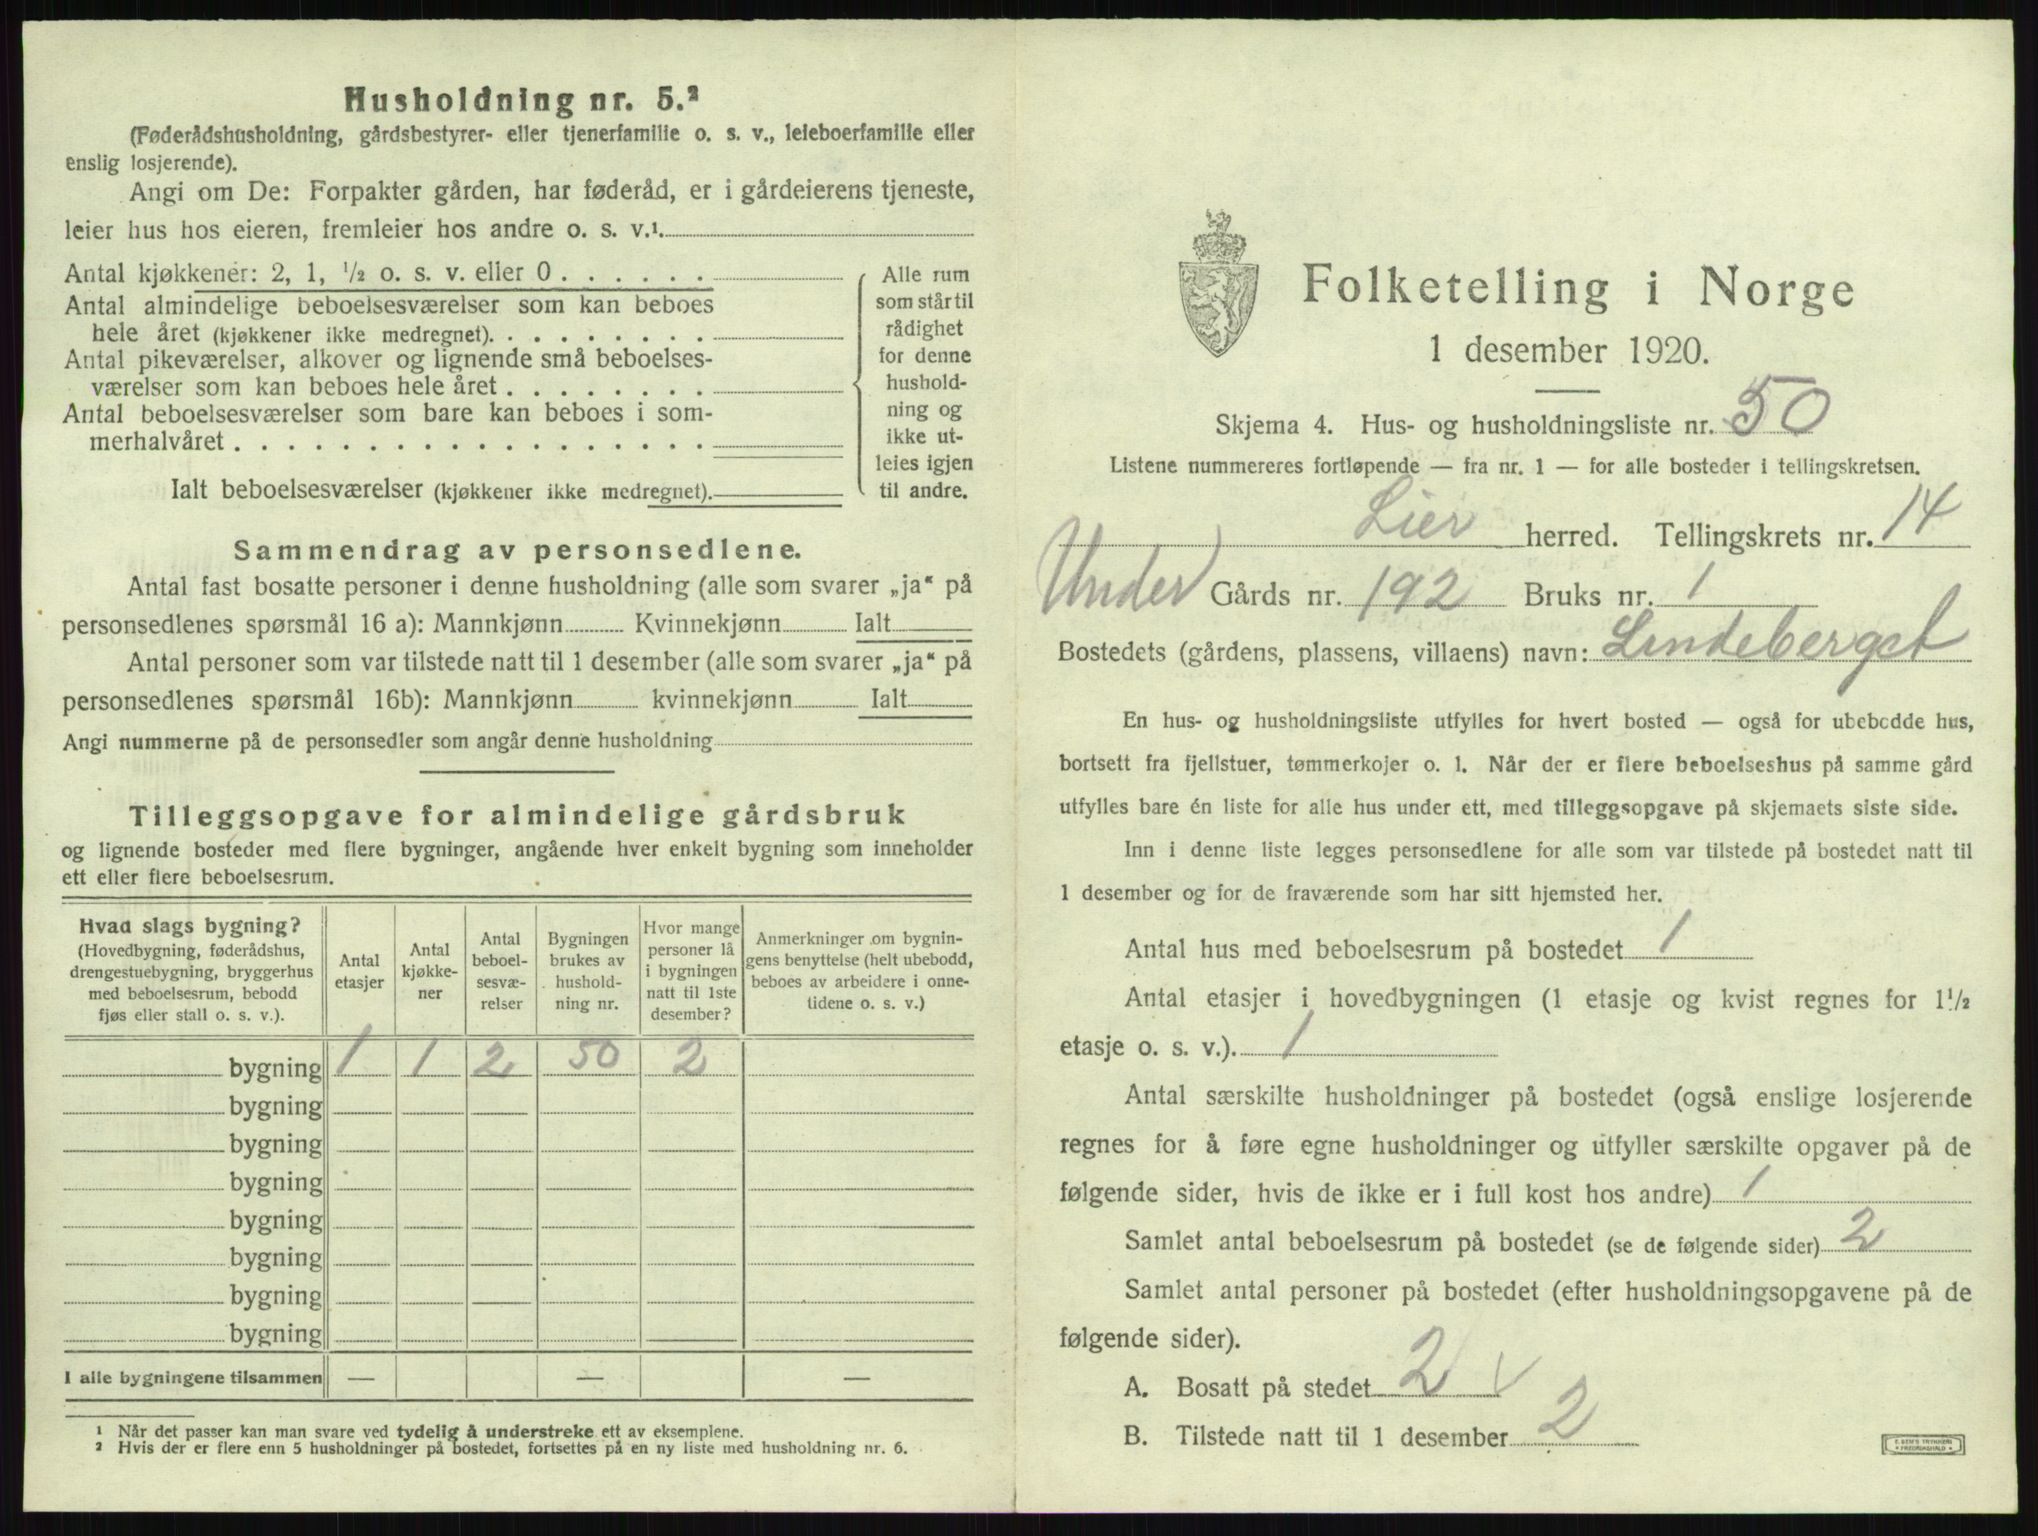 Husholdning nr. 5.²
(Føderådshusholdning, gårdsbestyrer- eller tjenerfamilie o. s. v., leieboerfamilie eller
enslig losjerende).
Angi om De: Forpakter gården, har føderåd, er i gårdeierens tjeneste,
leier hus hos eieren, fremleier hos andre o. s. v.¹
Antal kjøkkener: 2, 1, ½ o. s. v. eller 0 . . . . . .
Antal almindelige beboelsesværelser som kan beboes
hele året (kjøkkener ikke medregnet). . . . . . . . .
Antal pikeværelser, alkover og lignende små beboelses-
værelser som kan beboes hele året . . . . . . . .
Antal beboelsesværelser som bare kan beboes i som-
merhalvåret . . . . . . . . . . . . . . . . . .
Ialt beboelsesværelser (kjøkkener ikke medregnet).
Alle rum
som står til
rådighet
for denne
hushold-
ning og
ikke ut-
leies igjen
til andre.
Sammendrag av personsedlene.
Antal fast bosatte personer i denne husholdning (alle som svarer „ja“ på
personsedlenes spørsmål 16 a): Mannkjønn Kvinnekjønn Ialt
Antal personer som var tilstede natt til 1 desember (alle som svarer „ja“ på
personsedlenes spørsmål 16b): Mannkjønn kvinnekjønn Ialt
Angi nummerne på de personsedler som angår denne husholdning
Tilleggsopgave for almindelige gårdsbruk
og lignende bosteder med flere bygninger, angående hver enkelt bygning som inneholder
ett eller flere beboelsesrum.
Hvad slags bygning?
(Hovedbygning, føderådshus,
drengestuebygning, bryggerhus
med beboelsesrum, bebodd
fjøs eller stall o. s. v.).
Antal
etasjer
Antal
kjøkke-
ner
Antal
beboel-
sesvæ-
relser
Bygningen
brukes av
hushold-
ning nr.
Hvor mange
personer lå
i bygningen
natt til 1ste
desember?
Anmerkninger om bygnin-
gens benyttelse (helt ubebodd,
beboes av arbeidere i onne-
tidene o. s. v.)
bygning 1 1 2 50 2
bygning
bygning
bygning
bygning
bygning
bygning
bygning
I alle bygningene tilsammen — — —
¹ Når det passer kan man svare ved tydelig å understreke ett av eksemplene.
² Hvis der er flere enn 5 husholdninger på bostedet, fortsettes på en ny liste med husholdning nr. 6.
Folketelling i Norge
1 desember 1920.
Skjema 4. Hus- og husholdningsliste nr. 50
Listene nummereres fortløpende — fra nr. 1 — for alle bosteder i tellingskretsen.
Lier herred. Tellingskrets nr. 14
Under Gårds nr. 192 Bruks nr. 1
Bostedets (gårdens, plassens, villaens) navn: Lindeberget
En hus- og husholdningsliste utfylles for hvert bosted — også for ubebodde hus,
bortsett fra fjellstuer, tømmerkojer o. l. Når der er flere beboelseshus på samme gård
utfylles bare én liste for alle hus under ett, med tilleggsopgave på skjemaets siste side.
Inn i denne liste legges personsedlene for alle som var tilstede på bostedet natt til
1 desember og for de fraværende som har sitt hjemsted her.
Antal hus med beboelsesrum på bostedet 1
Antal etasjer i hovedbygningen (1 etasje og kvist regnes for 1½
etasje o. s. v.). 1
Antal særskilte husholdninger på bostedet (også enslige losjerende
regnes for å føre egne husholdninger og utfyller særskilte opgaver på de
følgende sider, hvis de ikke er i full kost hos andre) 1
Samlet antal beboelsesrum på bostedet (se de følgende sider) 2
Samlet antal personer på bostedet (efter husholdningsopgavene på de
følgende sider).
A. Bosatt på stedet 2 v
B. Tilstede natt til 1 desember 2